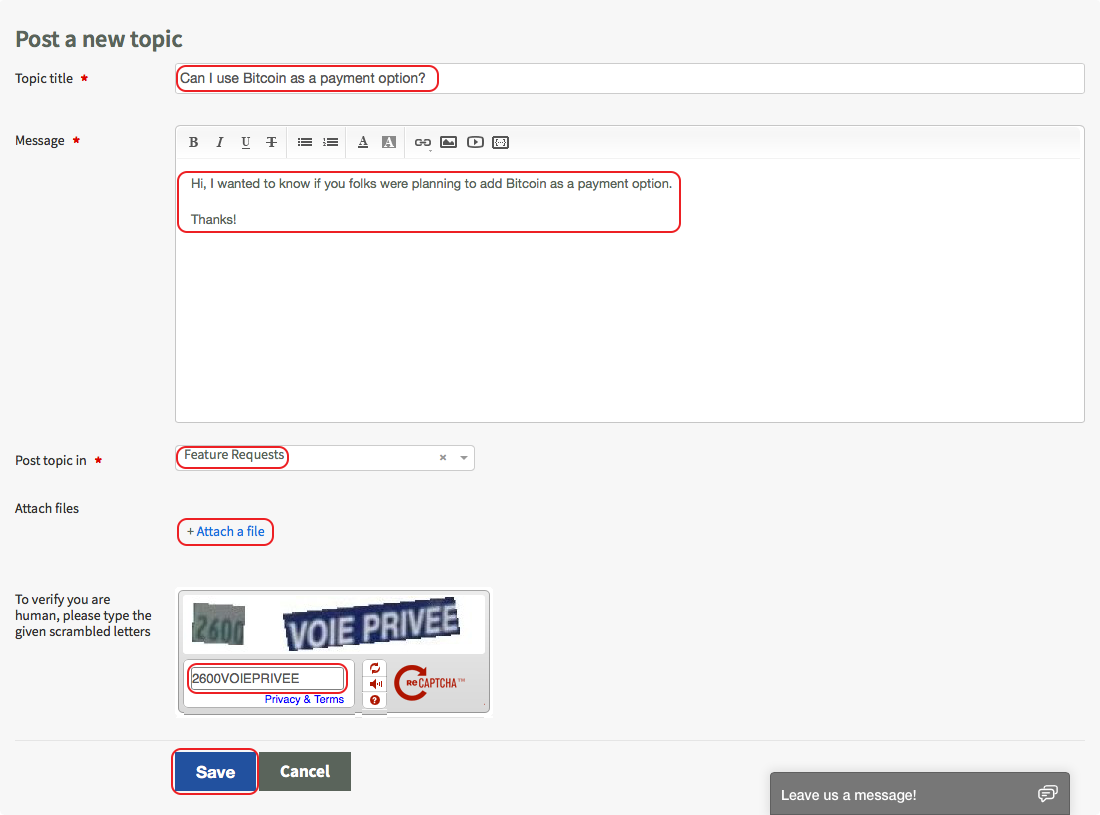 Post a new topic
Topic title *
Can I use Bitcoin as a payment option?
Message *
B I U T A A
Hi, I wanted to know if you folks were planning to add Bitcoin as a payment option.
Thanks!
Post topic in *
Feature Requests × 
Attach files
+ Attach a file
To verify you are
human, please type the
given scrambled letters
2600 VOIE PRIVEE
2600VOIEPRIVEE
Privacy & Terms
?
reCAPTCHA™
Save Cancel
Leave us a message!